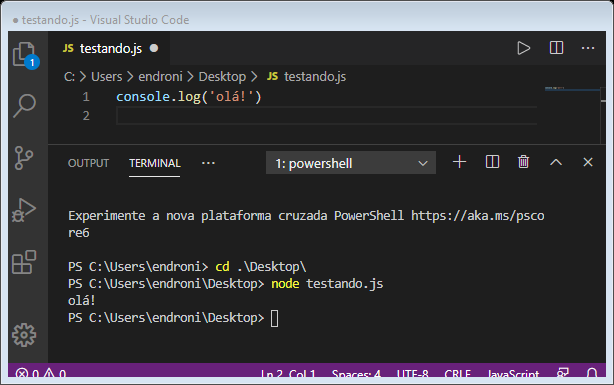 ● testando.js - Visual Studio Code
1
JS testando.js ●
C: > Users > endroni > Desktop > JS testando.js
1 console.log('olá!')
2
OUTPUT TERMINAL ··· 1: powershell
Experimente a nova plataforma cruzada PowerShell https://aka.ms/psco
re6
PS C:\Users\endroni> cd .\Desktop\
PS C:\Users\endroni\Desktop> node testando.js
olá!
PS C:\Users\endroni\Desktop>
0 0 Ln 2, Col 1 Spaces: 4 UTF-8 CRLF JavaScript